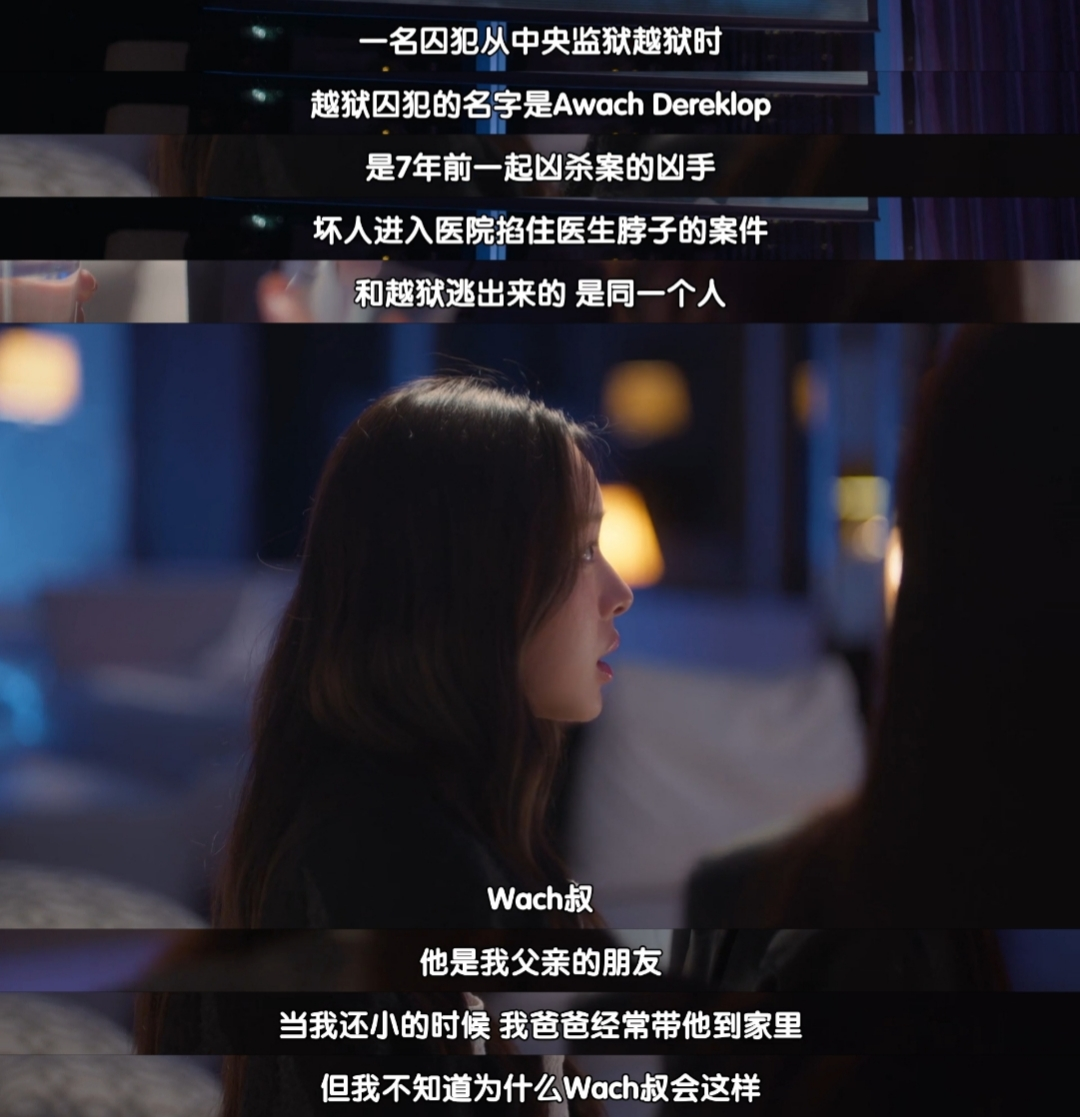 一名囚犯从中央监狱越狱时
越狱囚犯的名字是Awach Dereklop
是7年前一起凶杀案的凶手
坏人进入医院掐住医生脖子的案件
和越狱逃出来的 是同一个人
Wach叔
他是我父亲的朋友
当我还小的时候 我爸爸经常带他到家里
但我不知道为什么Wach叔会这样